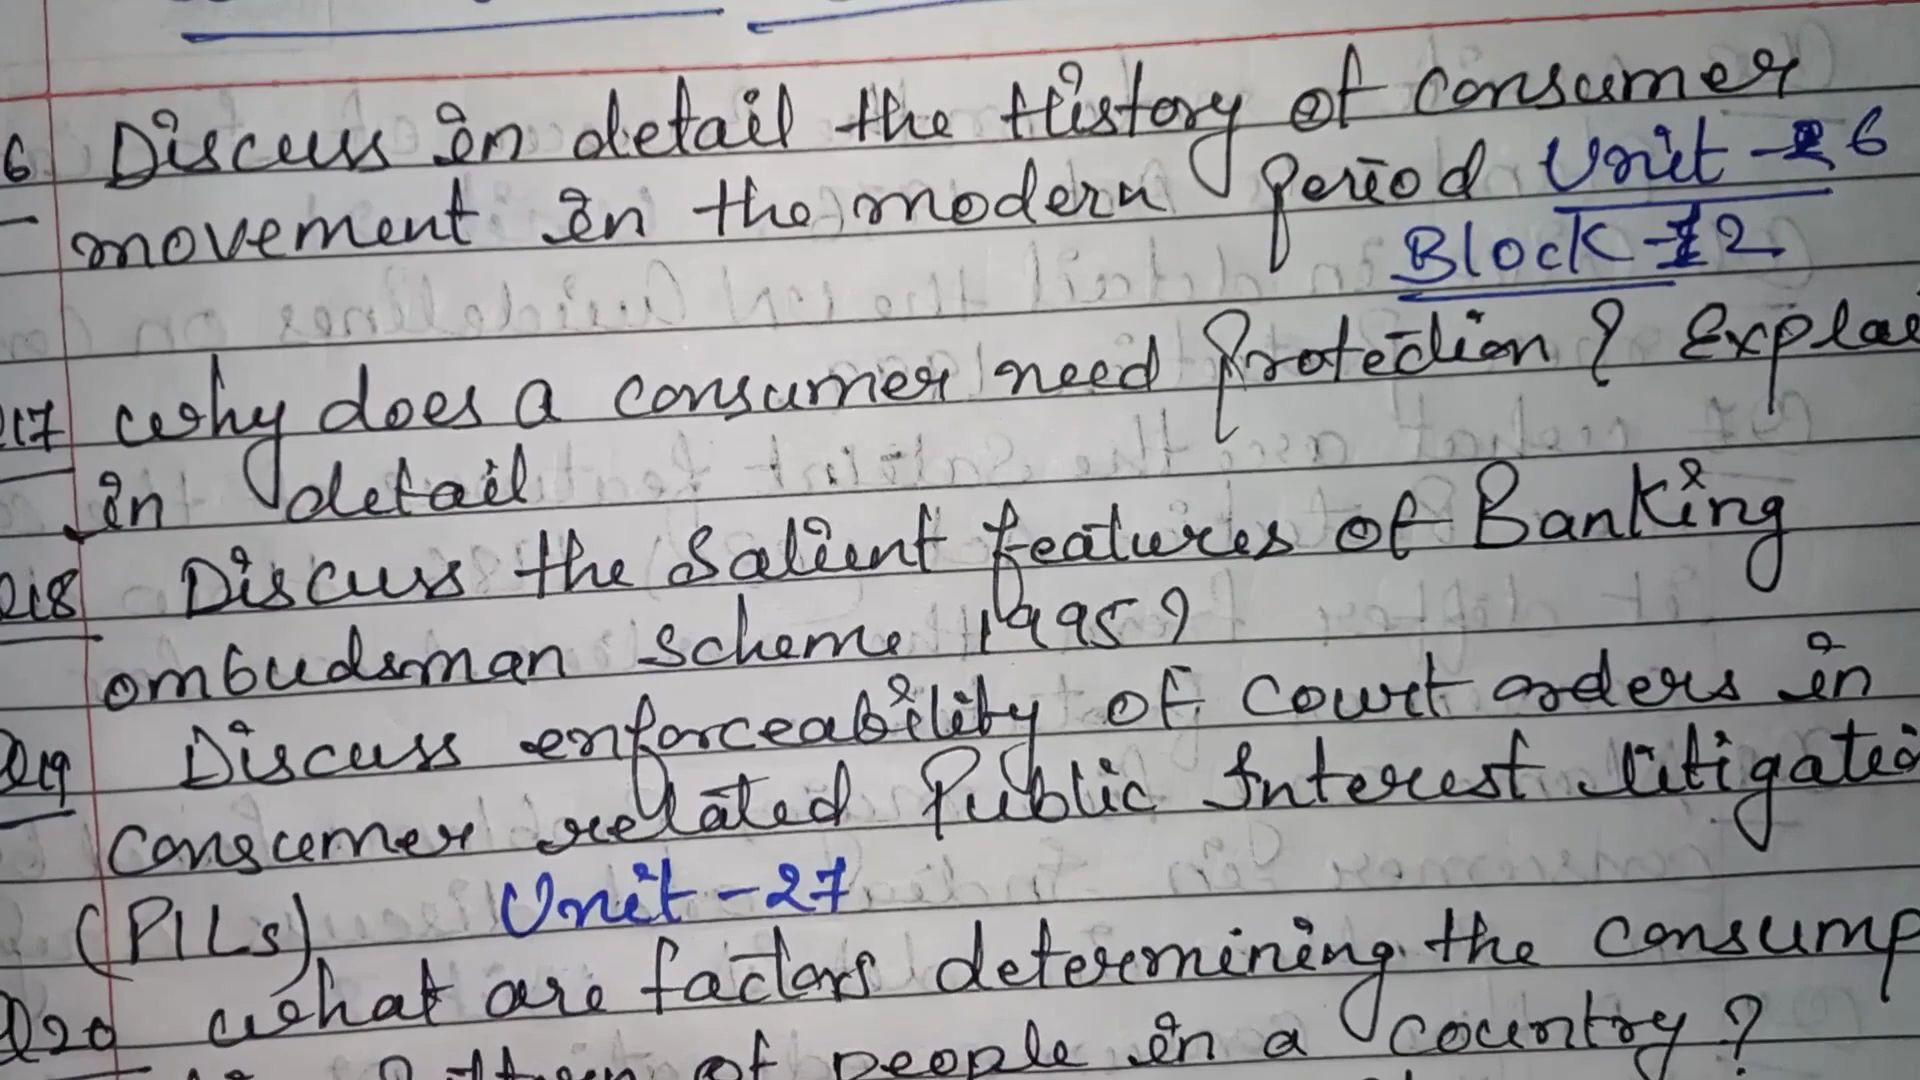 6 Discuss in detail the History of consumer
movement in the modern period Unit - 6
Block - 2
Q17 Why does a consumer need Protection? Explai
in detail
Q18 Discuss the Salient features of Banking
ombudsman Scheme 1995?
Q19 Discuss enforceability of Court orders in
Consumer related Public Interest Litigatio
(PILs) Unit - 27
Q20 What are factors determining the consump
of people in a country?